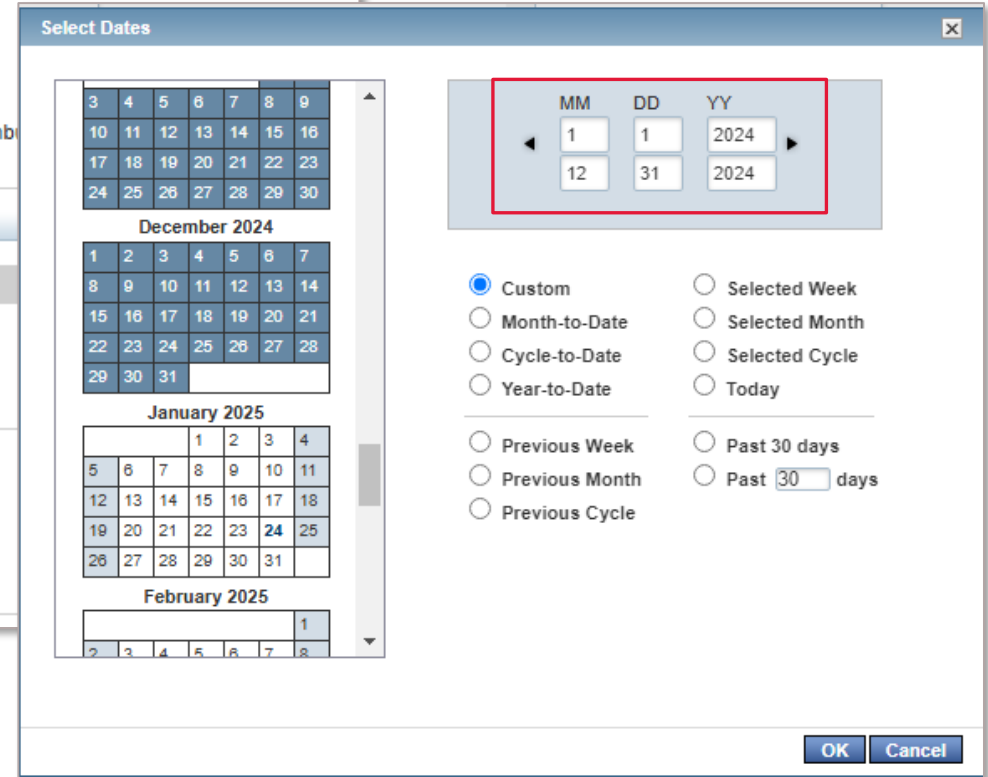 Select Dates
3 4 5 6 7 8 9
10 11 12 13 14 15 16
17 18 19 20 21 22 23
24 25 26 27 28 29 30
December 2024
1 2 3 4 5 6 7
8 9 10 11 12 13 14
15 16 17 18 19 20 21
22 23 24 25 26 27 28
29 30 31
January 2025
1 2 3 4
5 6 7 8 9 10 11
12 13 14 15 16 17 18
19 20 21 22 23 24 25
26 27 28 29 30 31
February 2025
1
2 3 4 5 6 7 8
MM DD YY
1 1 2024
12 31 2024
Custom
Month-to-Date
Cycle-to-Date
Year-to-Date
Selected Week
Selected Month
Selected Cycle
Today
Previous Week
Previous Month
Previous Cycle
Past 30 days
Past 30 days
OK Cancel